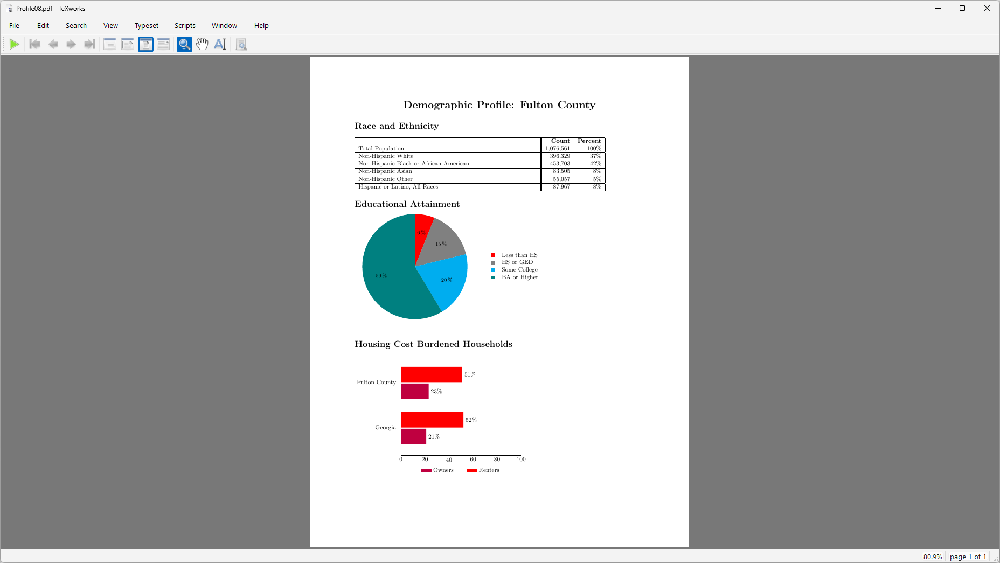 Profile08.pdf - TeXworks
File Edit Search View Typeset Scripts Window Help
Demographic Profile: Fulton County
Race and Ethnicity
Count Percent
Total Population 1,076,561 100%
Non-Hispanic White 396,329 37%
Non-Hispanic Black or African American 453,703 42%
Non-Hispanic Asian 83,505 8%
Non-Hispanic Other 55,057 5%
Hispanic or Latino, All Races 87,967 8%
Educational Attainment
6 %
15 %
20 %
59 %
Less than HS
HS or GED
Some College
BA or Higher
Housing Cost Burdened Households
51%
Fulton County
23%
52%
Georgia
21%
0 20 40 60 80 100
Owners Renters
80.9% page 1 of 1